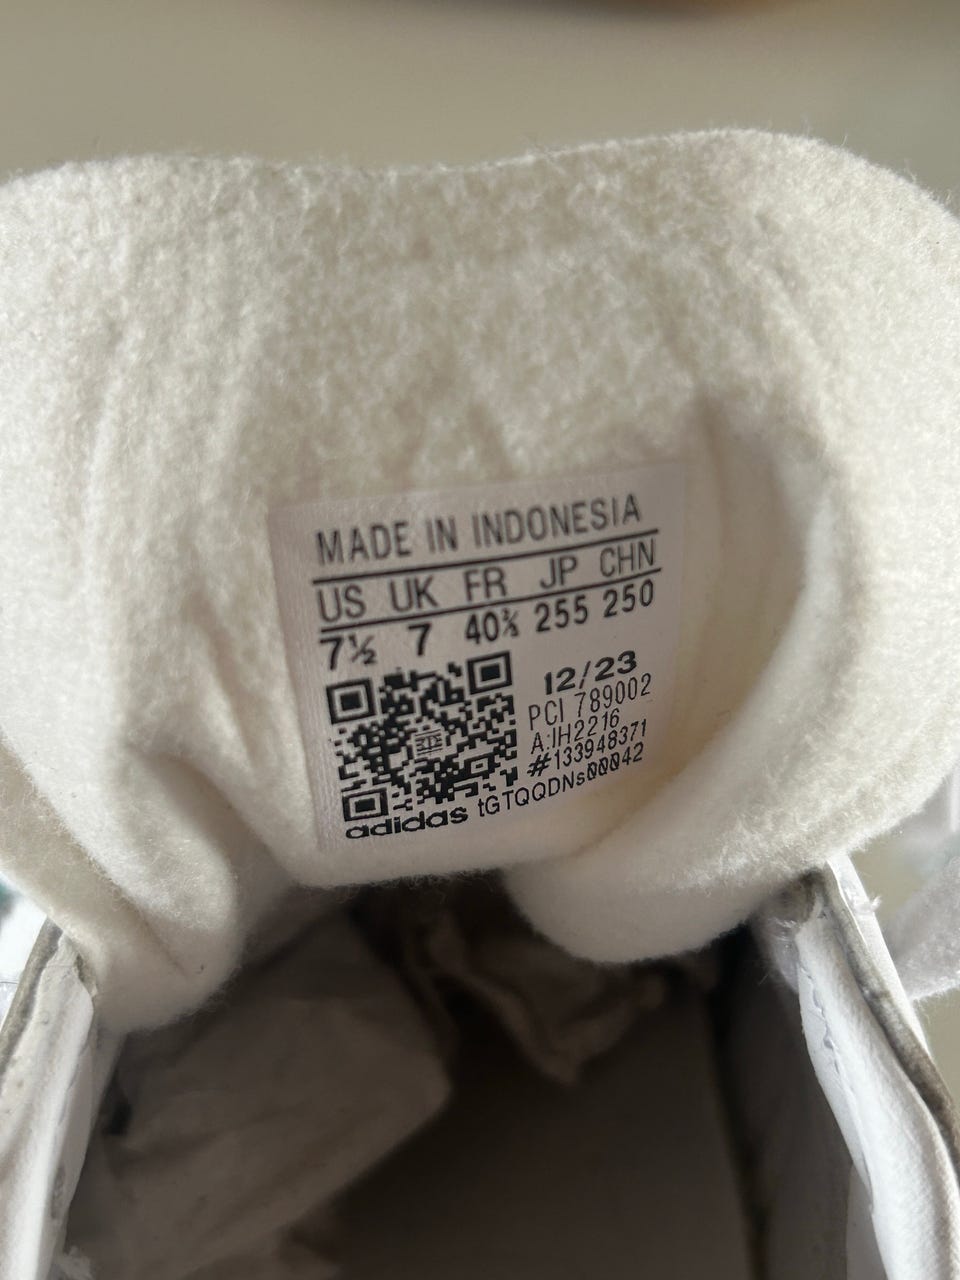 MADE IN INDONESIA
US UK FR JP CHN
7½ 7 40⅔ 255 250
12/23
PCI 789002
A:IH2216
#133948371
adidas tGTQQDNs00042